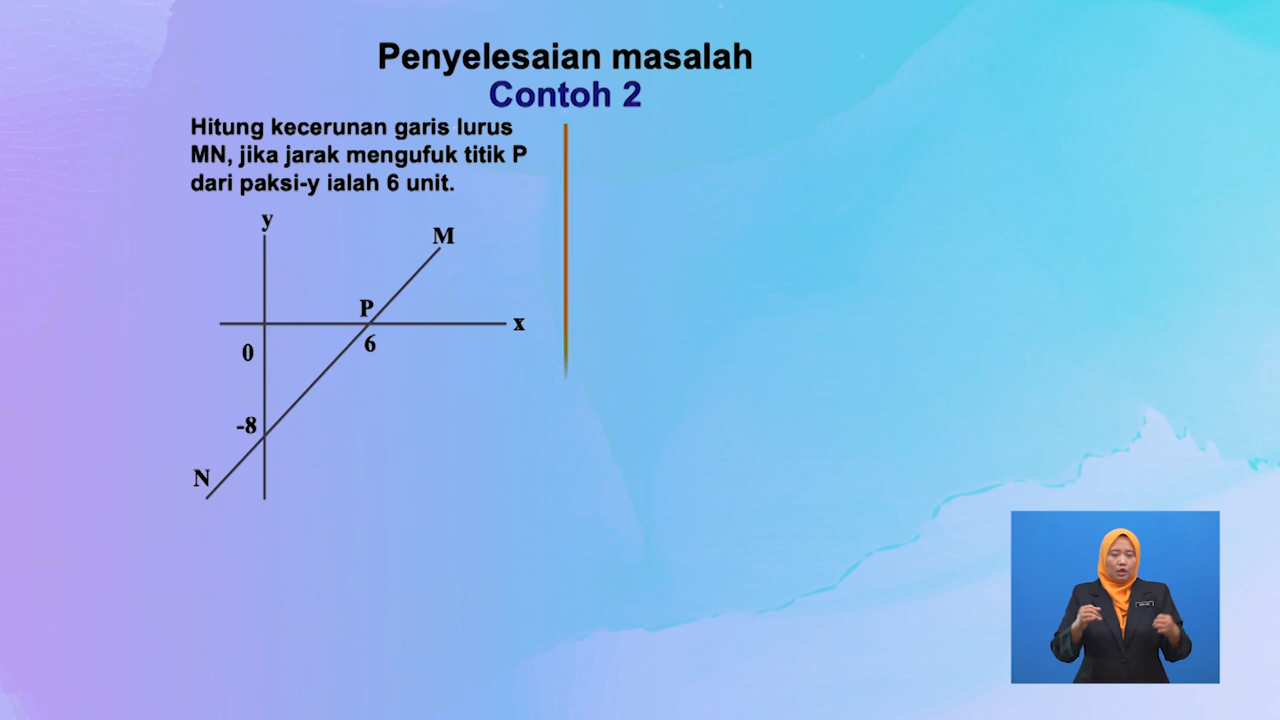 Penyelesaian masalah
Contoh 2
Hitung kecerunan garis lurus
MN, jika jarak mengufuk titik P
dari paksi-y ialah 6 unit.
y
M
P
x
0
6
-8
N